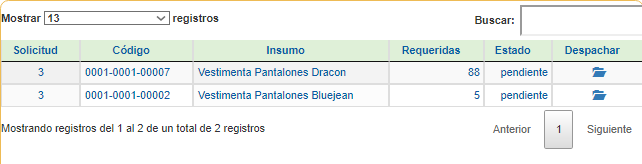 Mostrar 13 registros Buscar:
Solicitud Código Insumo Requeridas Estado Despachar
3 0001-0001-00007 Vestimenta Pantalones Dracon 88 pendiente
3 0001-0001-00002 Vestimenta Pantalones Bluejean 5 pendiente
Mostrando registros del 1 al 2 de un total de 2 registros Anterior 1 Siguiente